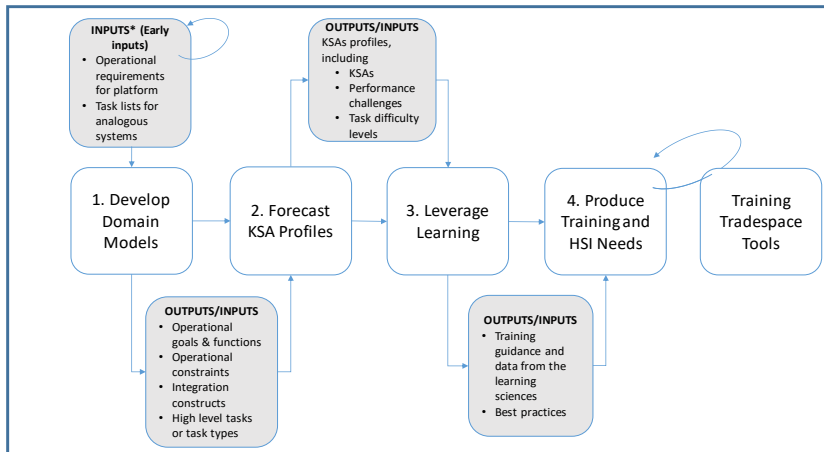 INPUTS* (Early
inputs)
• Operational
requirements
for platform
• Task lists for
analogous
systems
OUTPUTS/INPUTS
KSAs profiles,
including
• KSAs
• Performance
challenges
• Task difficulty
levels
1. Develop
Domain
Models
2. Forecast
KSA Profiles
3. Leverage
Learning
4. Produce
Training and
HSI Needs
Training
Tradespace
Tools
OUTPUTS/INPUTS
• Operational
goals & functions
• Operational
constraints
• Integration
constructs
• High level tasks
or task types
OUTPUTS/INPUTS
• Training
guidance and
data from the
learning
sciences
• Best practices